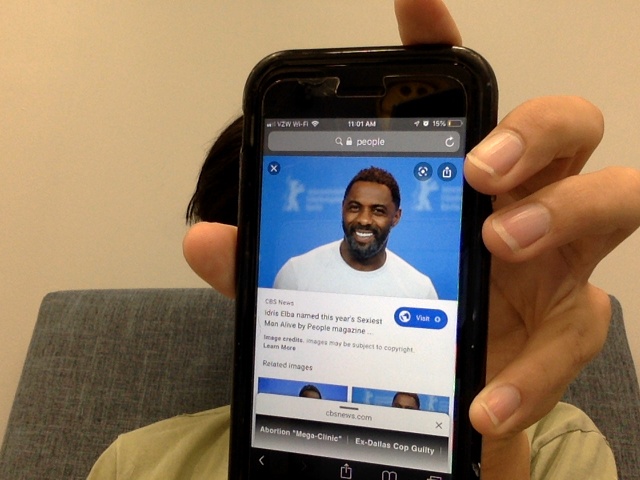 VZW Wi-Fi 11:01 AM 15%
people
CBS News
Idris Elba named this year's Sexiest
Man Alive by People magazine ...
Visit
Image credits. Images may be subject to copyright.
Learn More
Related images
cbsnews.com
Abortion "Mega-Clinic" | Ex-Dallas Cop Guilty